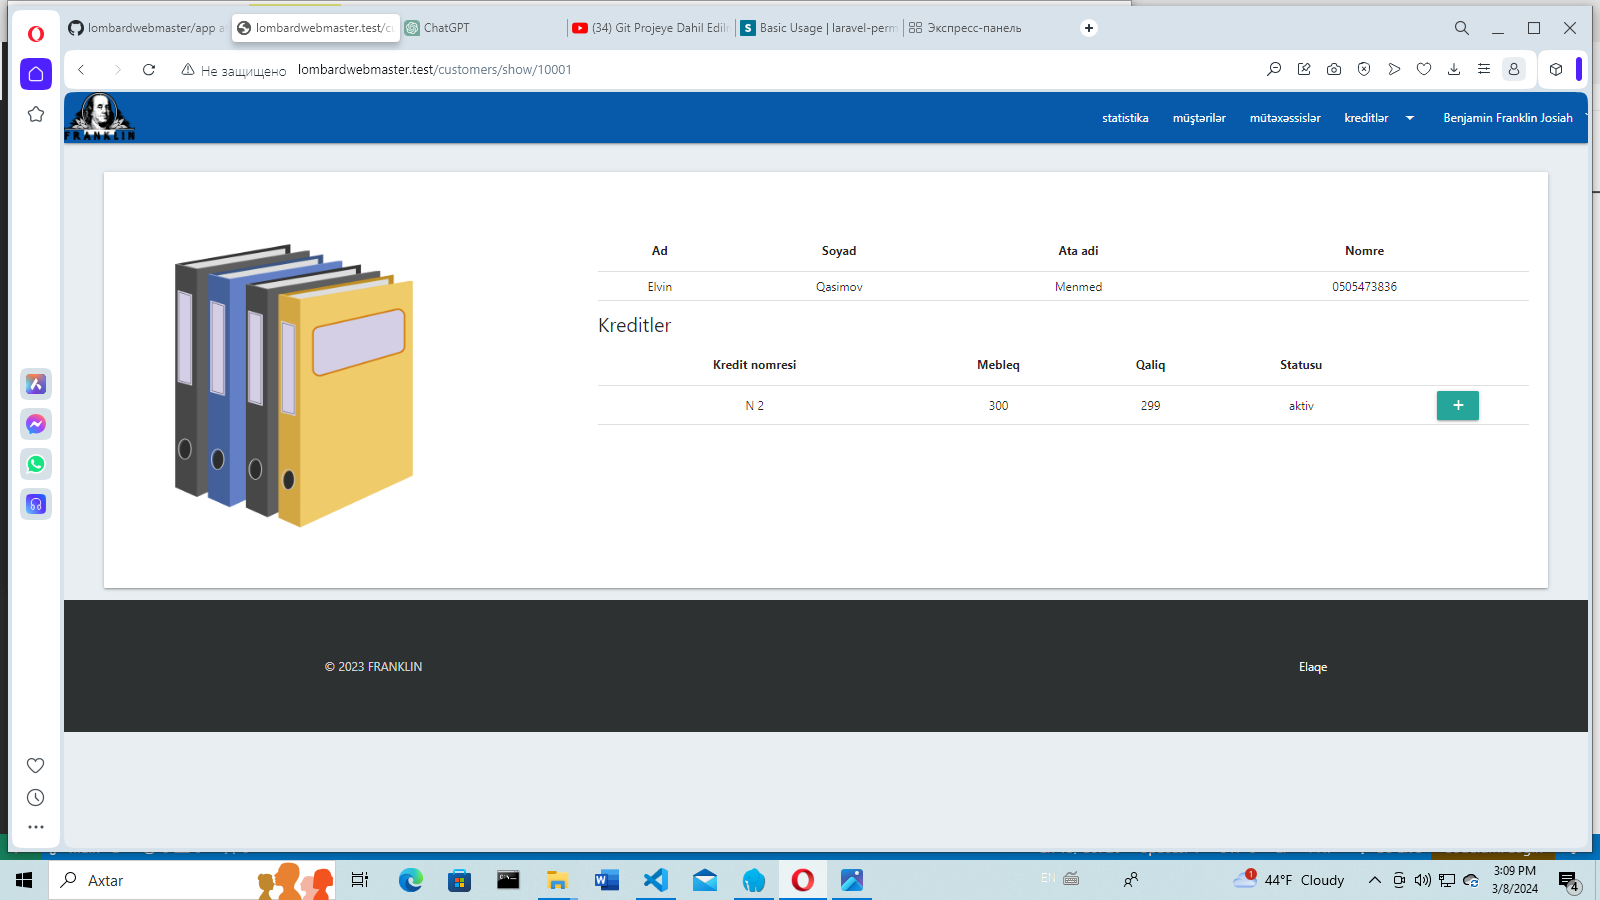 lombardwebmaster/app a
lombardwebmaster.test/cu
ChatGPT
(34) Git Projeye Dahil Edilm
S Basic Usage | laravel-perm
Экспресс-панель
Не защищено
lombardwebmaster.test/customers/show/10001
FRANKLIN
statistika
müştərilər
mütəxəssislər
kreditlər
Benjamin Franklin Josiah
Ad Soyad Ata adi Nomre
Elvin Qasimov Menmed 0505473836
Kreditler
Kredit nomresi Mebleq Qaliq Statusu
N 2 300 299 aktiv +
© 2023 FRANKLIN
Elaqe
Axtar
EN
1
44°F Cloudy
3:09 PM
3/8/2024
4